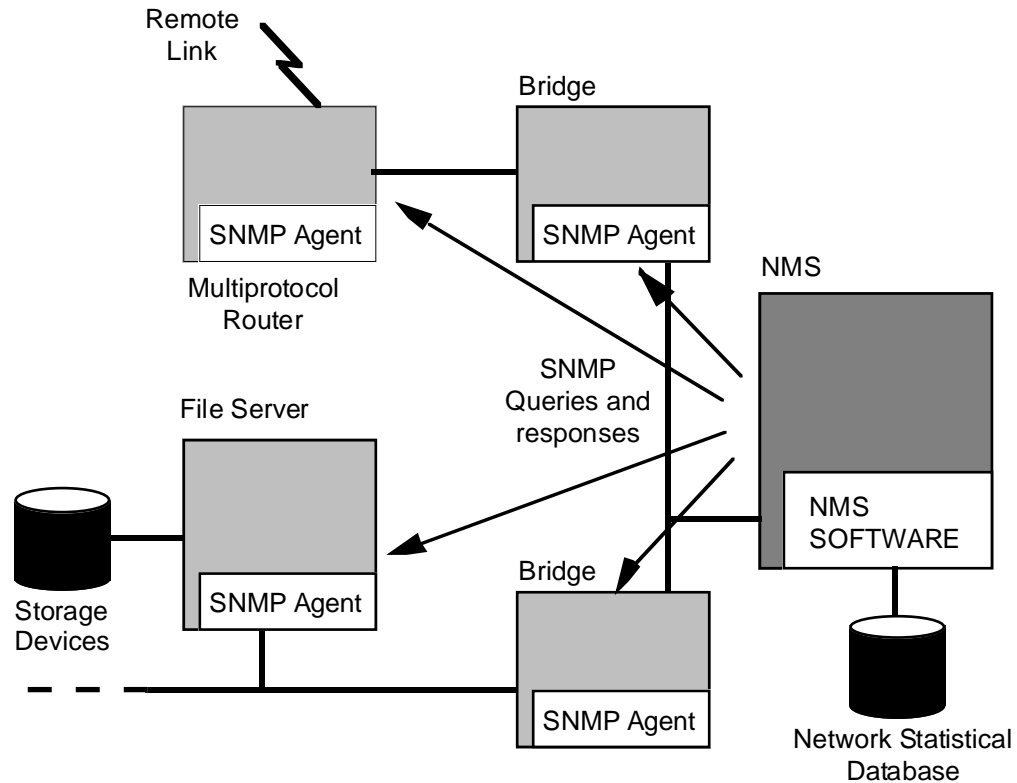 Remote
Link
Bridge
SNMP Agent
SNMP Agent
Multiprotocol
Router
NMS
SNMP
Queries and
responses
File Server
NMS
SOFTWARE
Bridge
SNMP Agent
Storage
Devices
SNMP Agent
Network Statistical
Database